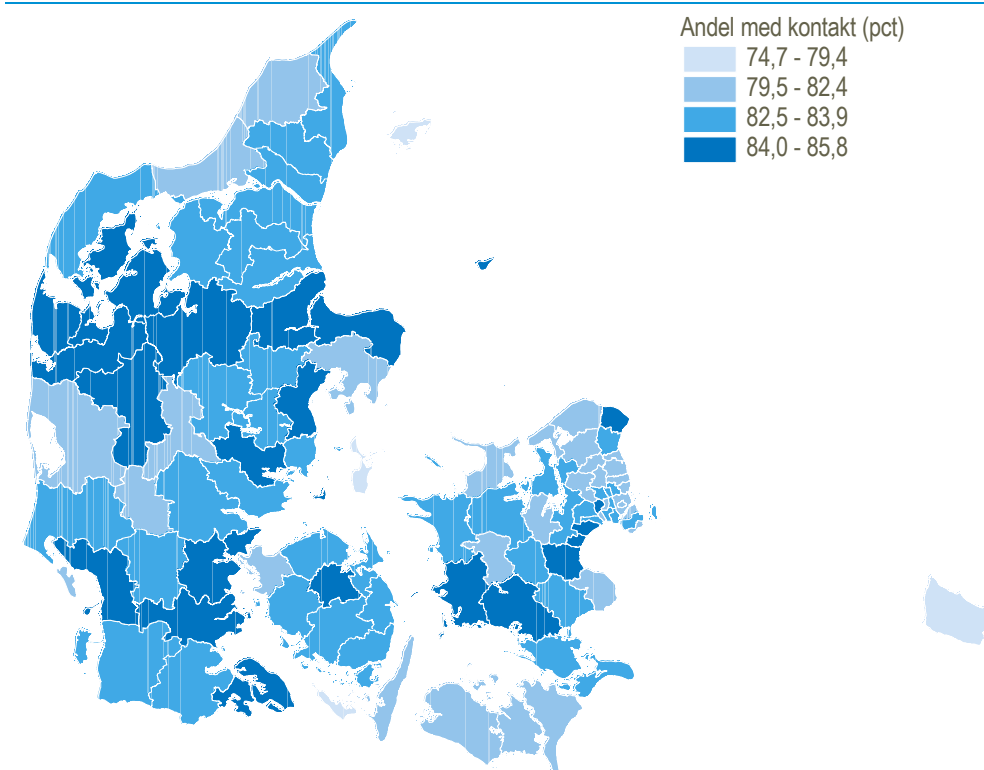 Andel med kontakt (pct)
74,7 - 79,4
79,5 - 82,4
82,5 - 83,9
84,0 - 85,8